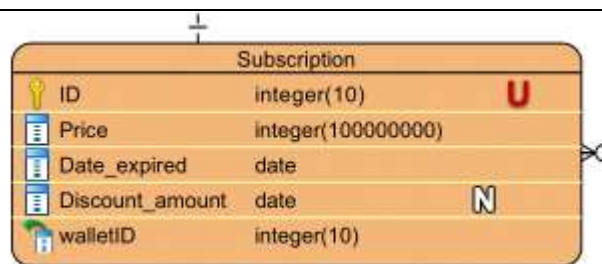 Subscription
ID integer(10) U
Price integer(100000000)
Date_expired date
Discount_amount date N
walletID integer(10)